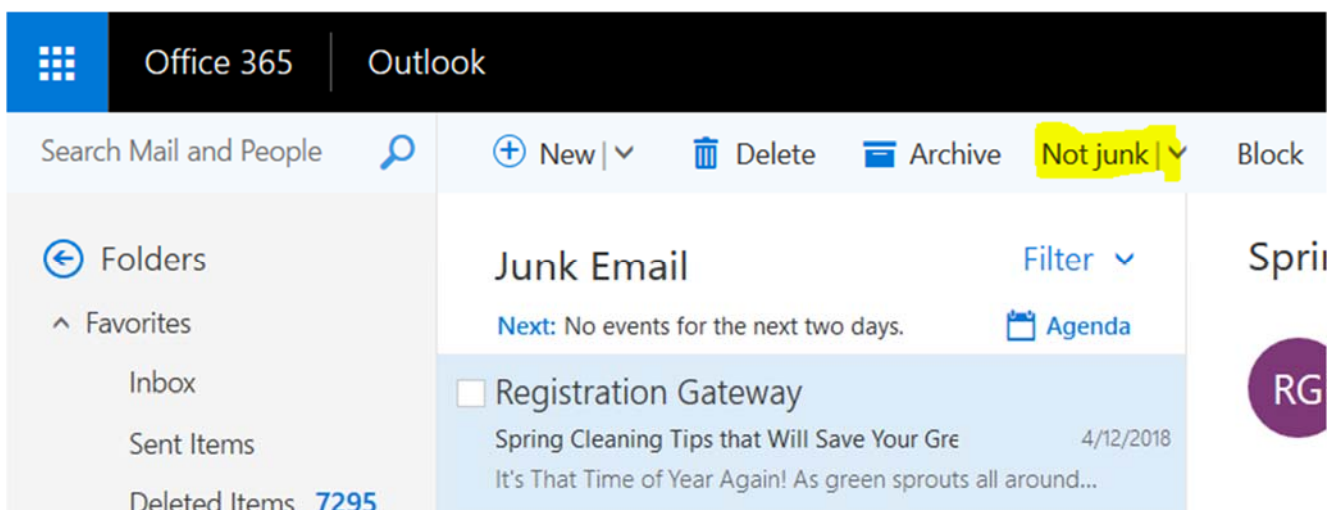 Office 365 Outlook
Search Mail and People
New Delete Archive Not junk Block
Folders
Favorites
Inbox
Sent Items
Deleted Items 7295
Junk Email Filter
Next: No events for the next two days. Agenda
Registration Gateway
Spring Cleaning Tips that Will Save Your Gre 4/12/2018
It's That Time of Year Again! As green sprouts all around...
Sprin
RG